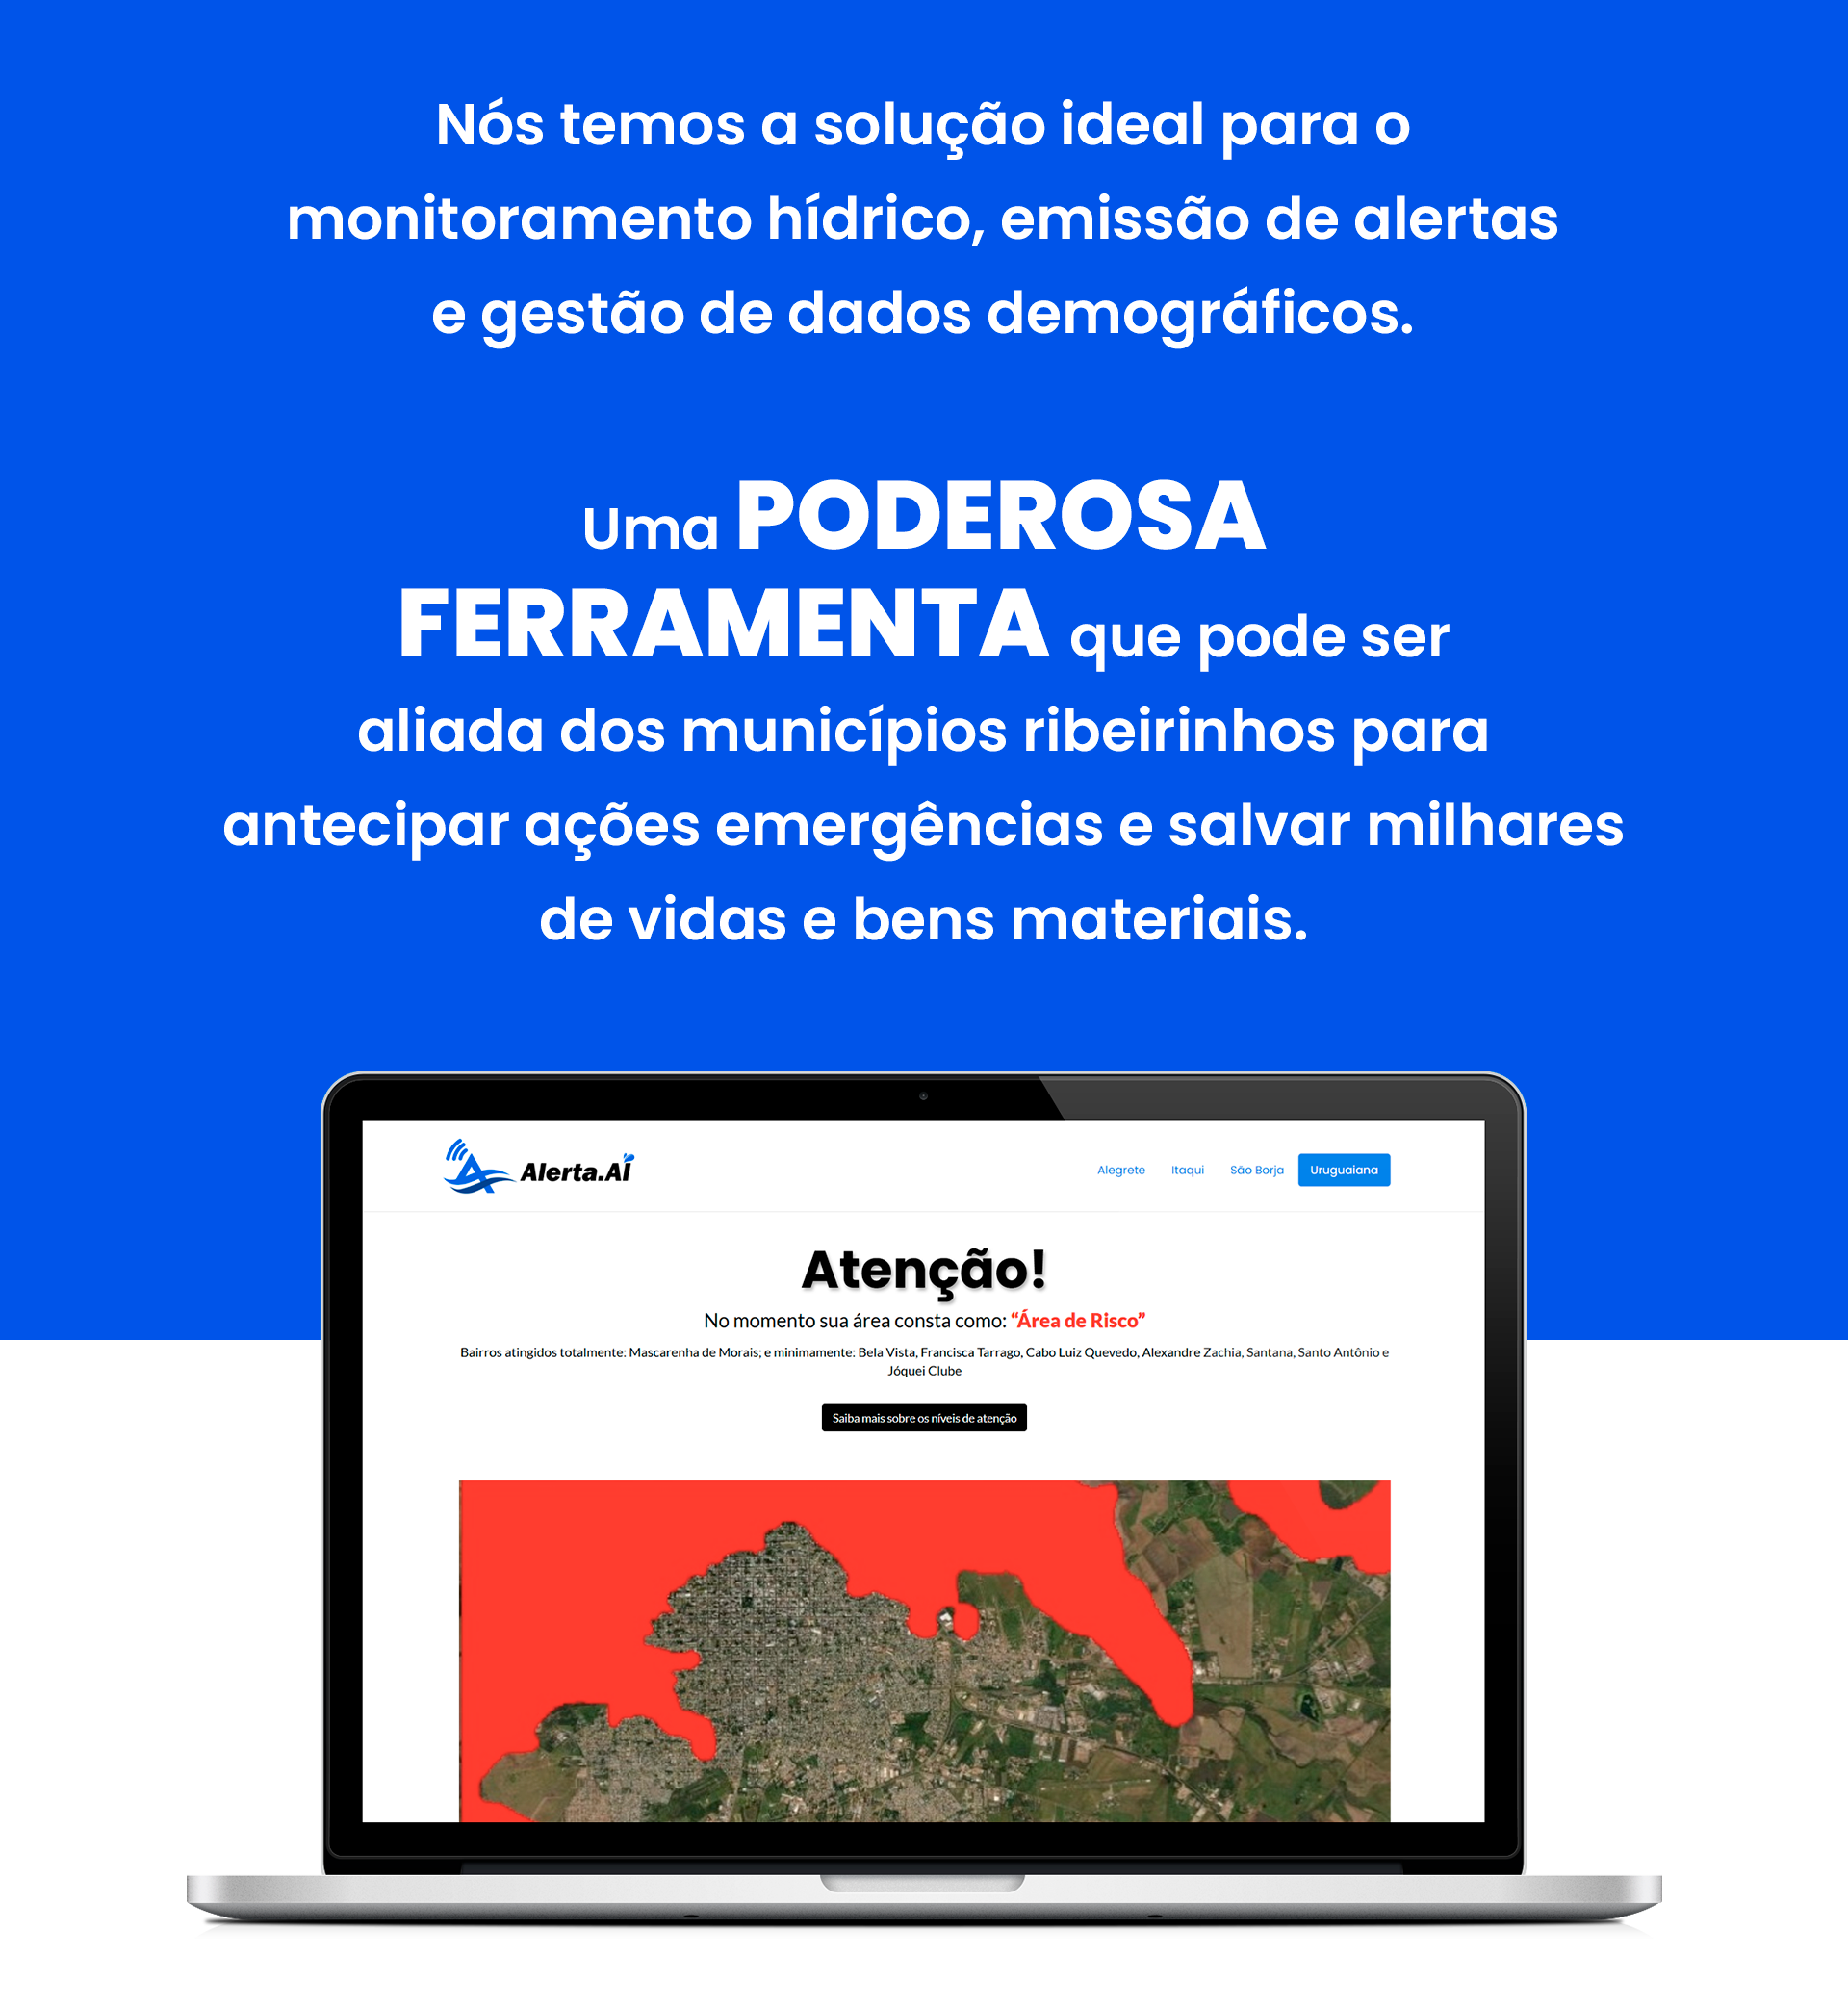 Nós temos a solução ideal para o
monitoramento hídrico, emissão de alertas
e gestão de dados demográficos.
Uma PODEROSA
FERRAMENTA que pode ser
aliada dos municípios ribeirinhos para
antecipar ações emergências e salvar milhares
de vidas e bens materiais.
Alerta.AI
Alegrete Itaqui São Borja Uruguaiana
Atenção!
No momento sua área consta como: “Área de Risco”
Bairros atingidos totalmente: Mascarenha de Morais; e minimamente: Bela Vista, Francisca Tarrago, Cabo Luiz Quevedo, Alexandre Zachia, Santana, Santo Antônio e
Jóquei Clube
Saiba mais sobre os níveis de atenção